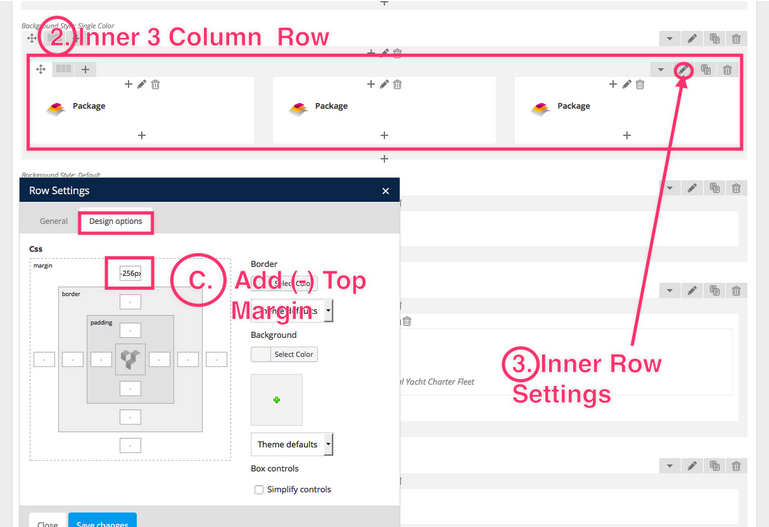 Background Style: Single Color
2. Inner 3 Column Row
Package
Package
Package
Background Style: Default
Row Settings
General
Design options
Css
margin
-256px
border
padding
C. Add (-) Top
Margin
Border
Select Color
Theme defaults
Background
Select Color
Theme defaults
Box controls
Simplify controls
Close
Save changes
3. Inner Row
Settings
Yacht Charter Fleet